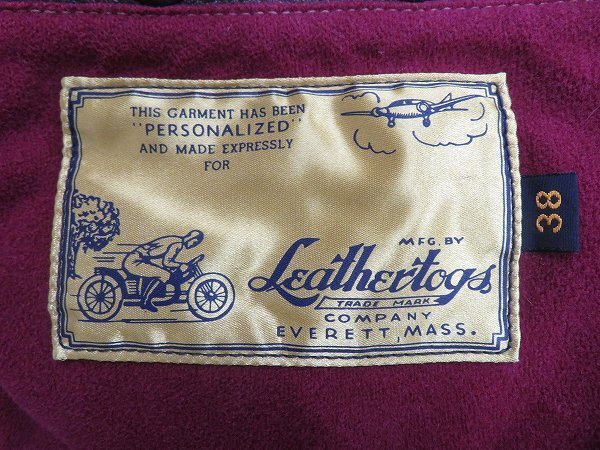 THIS GARMENT HAS BEEN
"PERSONALIZED"
AND MADE EXPRESSLY
FOR
MFG. BY
Leathertogs
TRADE MARK
COMPANY
EVERETT, MASS.
38